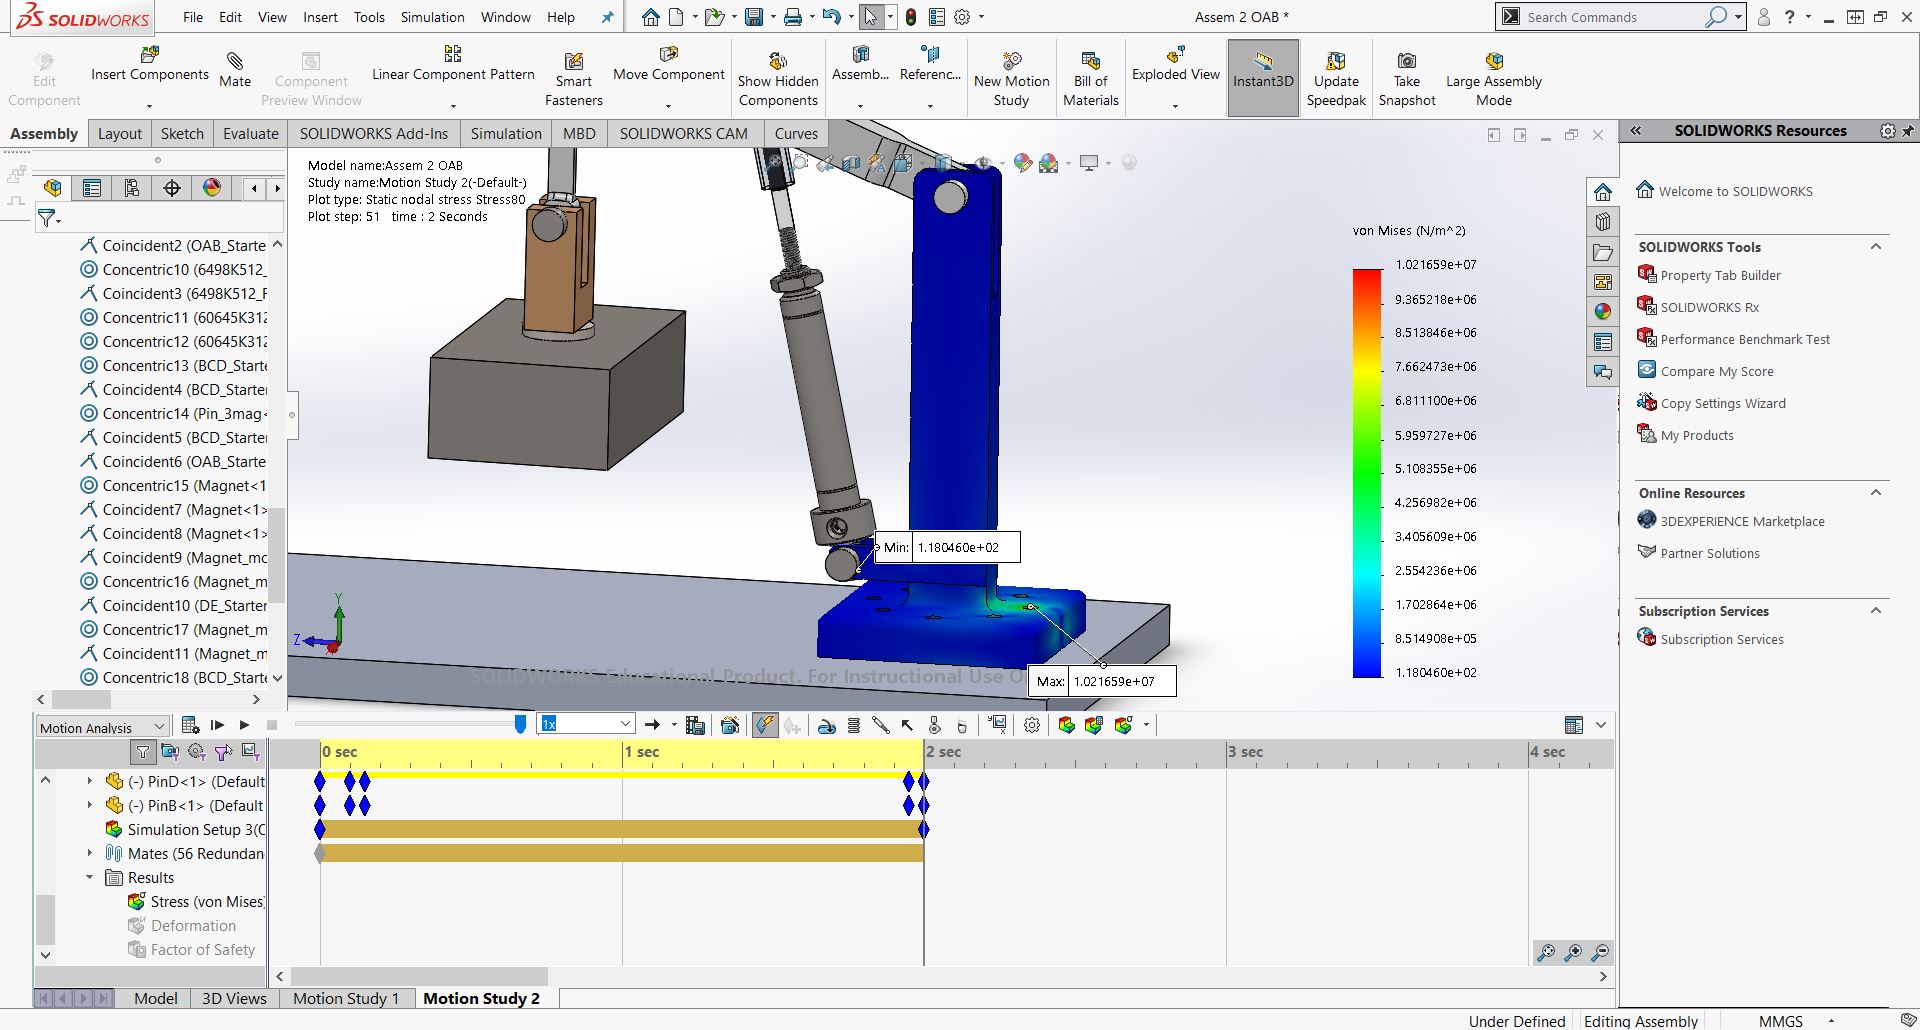 SOLIDWORKS
File Edit View Insert Tools Simulation Window Help
Assem 2 OAB *
Search Commands
Edit Component
Insert Components
Mate
Component Preview Window
Linear Component Pattern
Smart Fasteners
Move Component
Show Hidden Components
Assemb...
Referenc...
New Motion Study
Bill of Materials
Exploded View
Instant3D
Update Speedpak
Take Snapshot
Large Assembly Mode
Assembly Layout Sketch Evaluate SOLIDWORKS Add-Ins Simulation MBD SOLIDWORKS CAM Curves
Coincident2 (OAB_Starte
Concentric10 (6498K512_
Coincident3 (6498K512_F
Concentric11 (60645K312
Concentric12 (60645K312
Concentric13 (BCD_Starte
Coincident4 (BCD_Starter
Concentric14 (Pin_3mag<
Coincident5 (BCD_Starter
Coincident6 (OAB_Starte
Concentric15 (Magnet<1
Coincident7 (Magnet<1>
Coincident8 (Magnet<1>
Coincident9 (Magnet_mc
Concentric16 (Magnet_m
Coincident10 (DE_Starter
Concentric17 (Magnet_m
Coincident11 (Magnet_m
Concentric18 (BCD_Starte
Model name:Assem 2 OAB
Study name:Motion Study 2(-Default-)
Plot type: Static nodal stress Stress80
Plot step: 51 time : 2 Seconds
von Mises (N/m^2)
1.021659e+07
9.365218e+06
8.513846e+06
7.662473e+06
6.811100e+06
5.959727e+06
5.108355e+06
4.256982e+06
3.405609e+06
2.554236e+06
1.702864e+06
8.514908e+05
1.180460e+02
Min: 1.180460e+02
Max: 1.021659e+07
Y
Z
SOLIDWORKS Educational Product. For Instructional Use O
SOLIDWORKS Resources
Welcome to SOLIDWORKS
SOLIDWORKS Tools
Property Tab Builder
SOLIDWORKS Rx
Performance Benchmark Test
Compare My Score
Copy Settings Wizard
My Products
Online Resources
3DEXPERIENCE Marketplace
Partner Solutions
Subscription Services
Subscription Services
Motion Analysis
1x
0 sec 1 sec 2 sec 3 sec 4 sec
(-) PinD<1> (Default
(-) PinB<1> (Default
Simulation Setup 3(C
Mates (56 Redundan
Results
Stress (von Mises)
Deformation
Factor of Safety
Model 3D Views Motion Study 1 Motion Study 2
Under Defined Editing Assembly MMGS